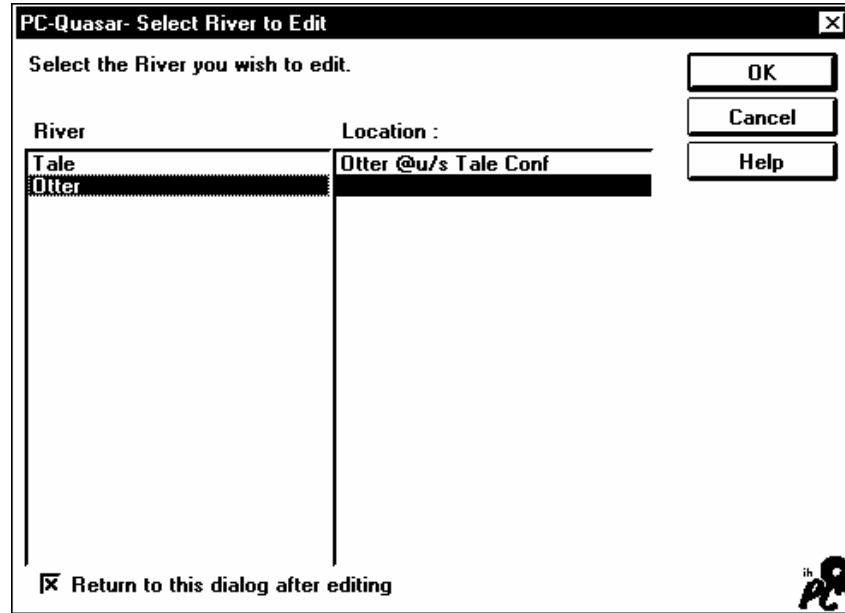 PC-Quasar- Select River to Edit
Select the River you wish to edit.
OK
Cancel
Help
River Location :
Tale Otter @u/s Tale Conf
Otter
Return to this dialog after editing
ih
PC